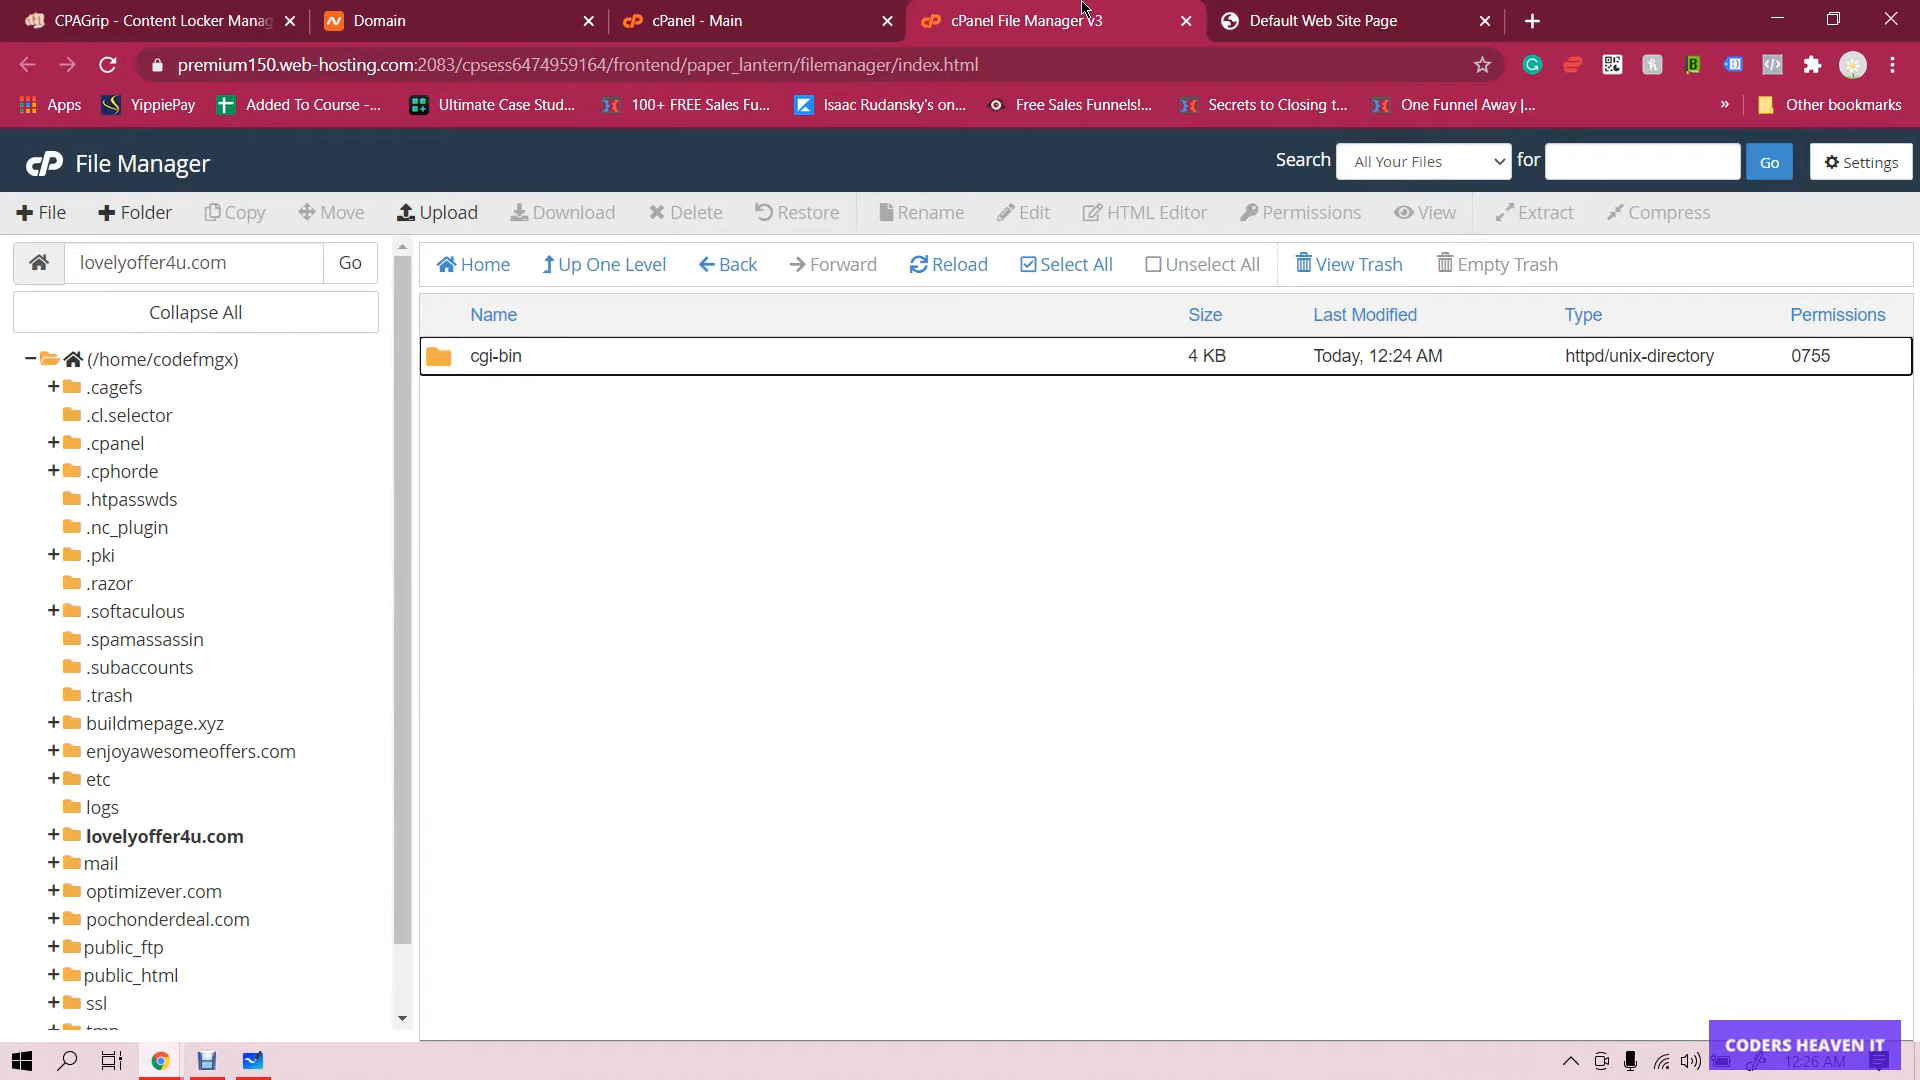 CPAGrip - Content Locker Manag
Domain
cPanel - Main
cPanel File Manager v3
Default Web Site Page
premium150.web-hosting.com:2083/cpsess6474959164/frontend/paper_lantern/filemanager/index.html
Apps
YippiePay
Added To Course -...
Ultimate Case Stud...
100+ FREE Sales Fu...
Isaac Rudansky's on...
Free Sales Funnels!...
Secrets to Closing t...
One Funnel Away |...
»
Other bookmarks
cP File Manager
Search
All Your Files
for
Go
Settings
File
Folder
Copy
Move
Upload
Download
Delete
Restore
Rename
Edit
HTML Editor
Permissions
View
Extract
Compress
lovelyoffer4u.com
Go
Home
Up One Level
Back
Forward
Reload
Select All
Unselect All
View Trash
Empty Trash
Collapse All
Name
Size
Last Modified
Type
Permissions
cgi-bin
4 KB
Today, 12:24 AM
httpd/unix-directory
0755
(/home/codefmgx)
.cagefs
.cl.selector
.cpanel
.cphorde
.htpasswds
.nc_plugin
.pki
.razor
.softaculous
.spamassassin
.subaccounts
.trash
buildmepage.xyz
enjoyawesomeoffers.com
etc
logs
lovelyoffer4u.com
mail
optimizever.com
pochonderdeal.com
public_ftp
public_html
ssl
tmp
CODERS HEAVEN IT
12:26 AM